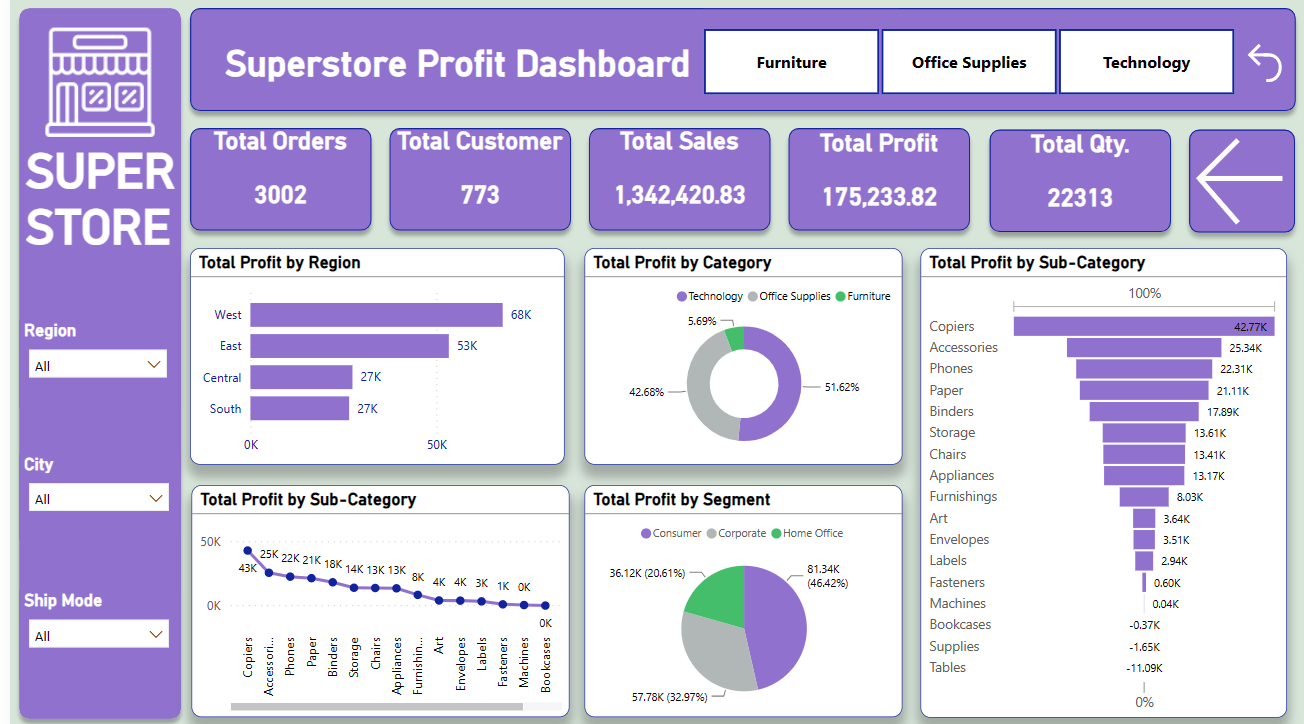 SUPER
STORE
Region
All
City
All
Ship Mode
All
Superstore Profit Dashboard
Furniture
Office Supplies
Technology
Total Orders
3002
Total Customer
773
Total Sales
1,342,420.83
Total Profit
175,233.82
Total Qty.
22313
Total Profit by Region
West 68K
East 53K
Central 27K
South 27K
0K 50K
Total Profit by Category
Technology Office Supplies Furniture
5.69%
42.68%
51.62%
Total Profit by Sub-Category
100%
Copiers 42.77K
Accessories 25.34K
Phones 22.31K
Paper 21.11K
Binders 17.89K
Storage 13.61K
Chairs 13.41K
Appliances 13.17K
Furnishings 8.03K
Art 3.64K
Envelopes 3.51K
Labels 2.94K
Fasteners 0.60K
Machines 0.04K
Bookcases -0.37K
Supplies -1.65K
Tables -11.09K
0%
Total Profit by Sub-Category
50K
0K
43K 25K 22K 21K 18K 14K 13K 13K 8K 4K 4K 3K 1K 0K 0K
Copiers
Accessori...
Phones
Paper
Binders
Storage
Chairs
Appliances
Furnishin...
Art
Envelopes
Labels
Fasteners
Machines
Bookcases
Total Profit by Segment
Consumer Corporate Home Office
36.12K (20.61%)
81.34K
(46.42%)
57.78K (32.97%)